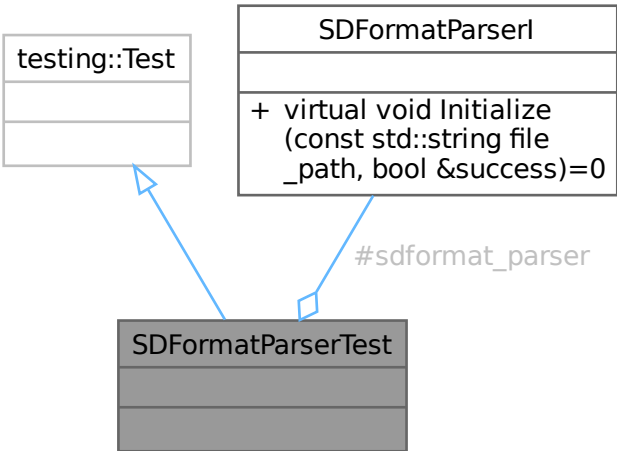 testing::Test
SDFormatParserI
+ virtual void Initialize
(const std::string file
_path, bool &success)=0
#sdformat_parser
SDFormatParserTest